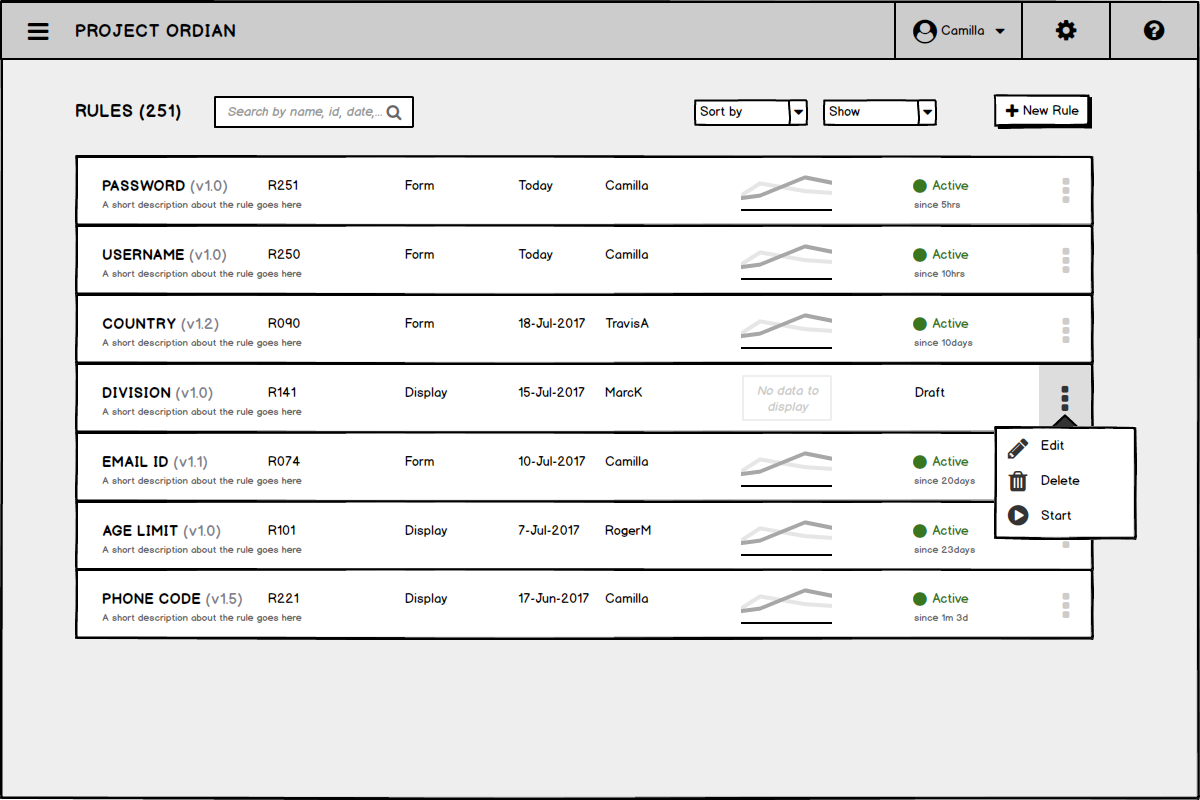 PROJECT ORDIAN
Camilla
RULES (251)
Search by name, id, date,...
Sort by
Show
New Rule
PASSWORD (v1.0) R251 Form Today Camilla Active
A short description about the rule goes here since 5hrs
USERNAME (v1.0) R250 Form Today Camilla Active
A short description about the rule goes here since 10hrs
COUNTRY (v1.2) R090 Form 18-Jul-2017 TravisA Active
A short description about the rule goes here since 10days
DIVISION (v1.0) R141 Display 15-Jul-2017 MarcK No data to display Draft
A short description about the rule goes here
Edit
Delete
Start
EMAIL ID (v1.1) R074 Form 10-Jul-2017 Camilla Active
A short description about the rule goes here since 20days
AGE LIMIT (v1.0) R101 Display 7-Jul-2017 RogerM Active
A short description about the rule goes here since 23days
PHONE CODE (v1.5) R221 Display 17-Jun-2017 Camilla Active
A short description about the rule goes here since 1m 3d